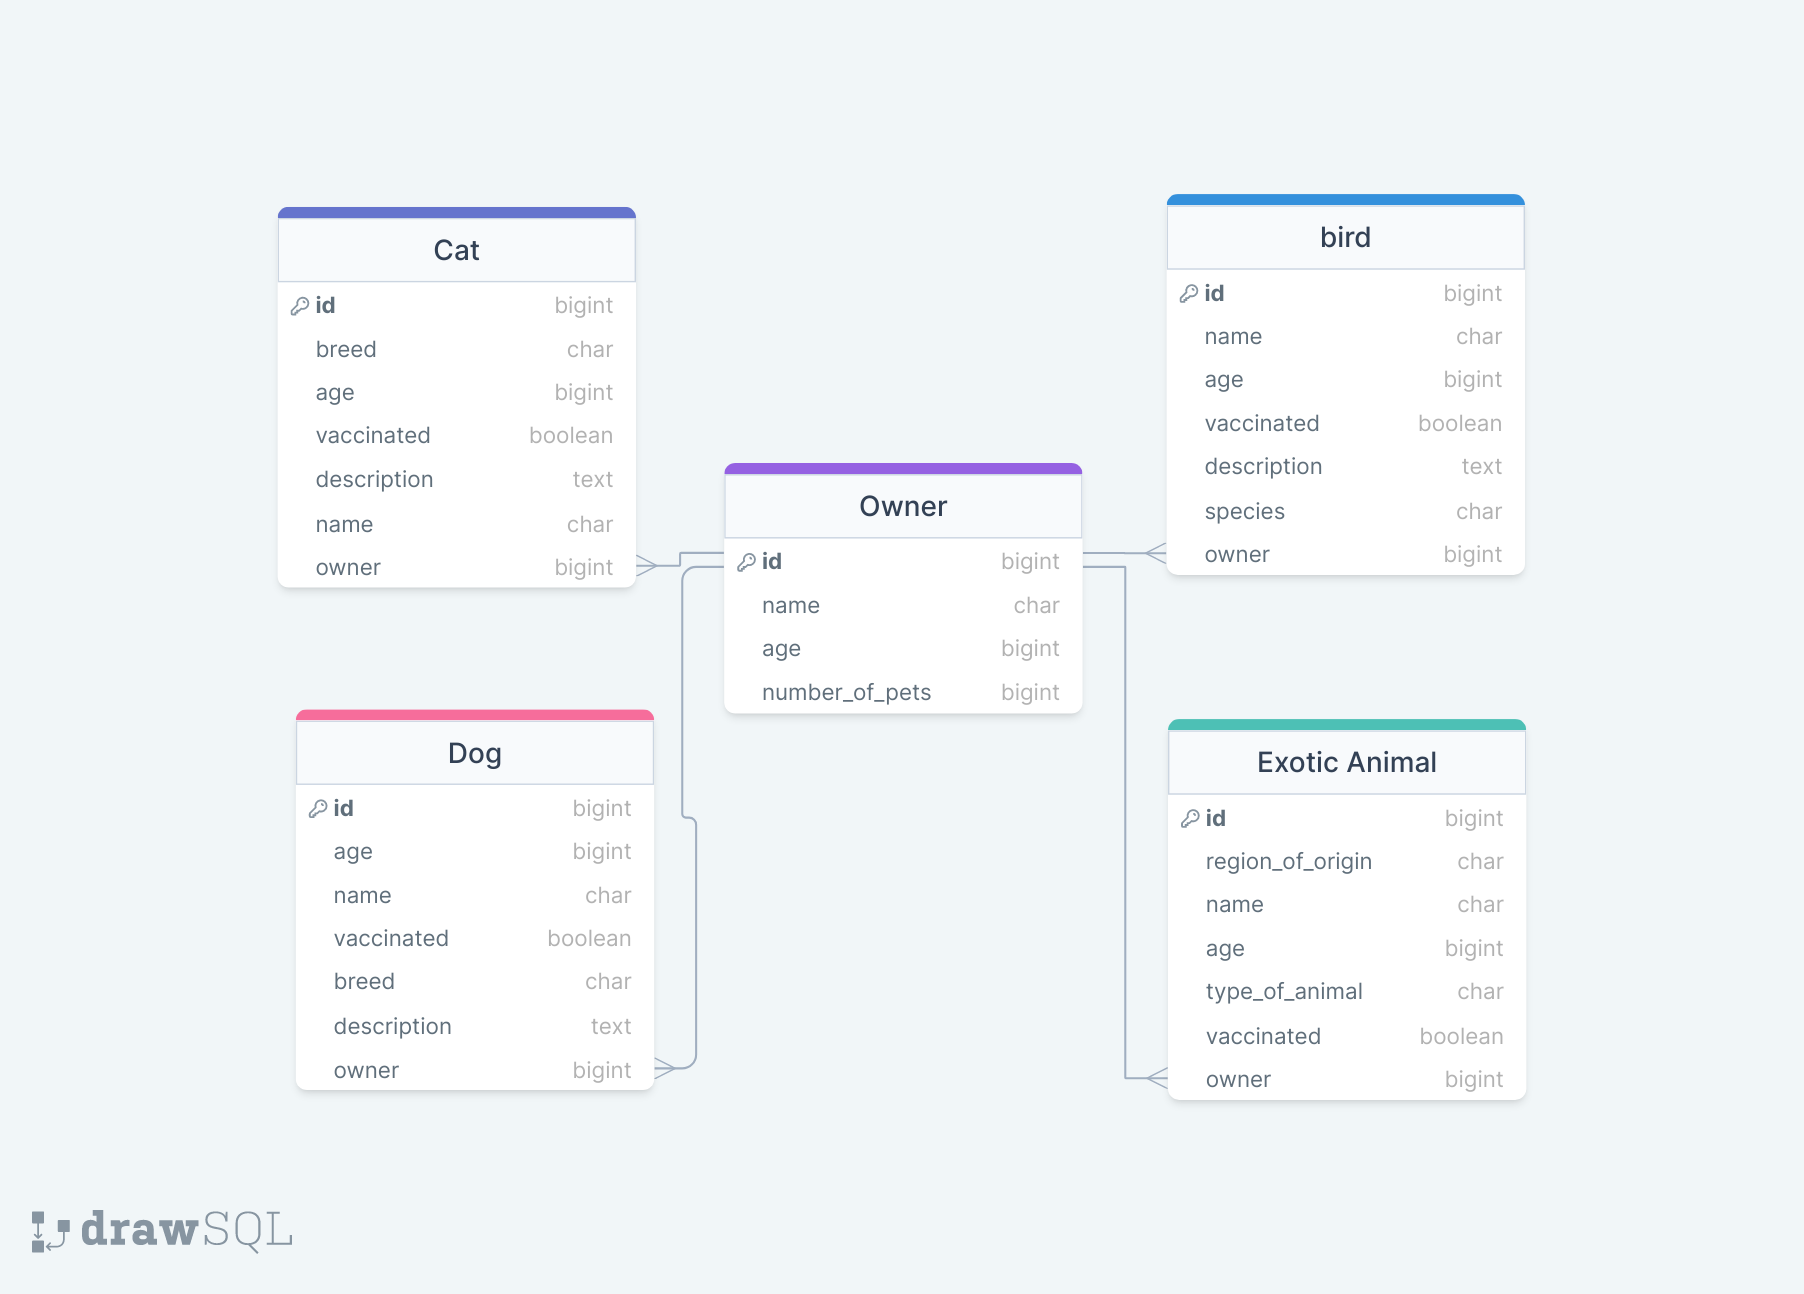 Cat
id bigint
breed char
age bigint
vaccinated boolean
description text
name char
owner bigint
bird
id bigint
name char
age bigint
vaccinated boolean
description text
species char
owner bigint
Owner
id bigint
name char
age bigint
number_of_pets bigint
Dog
id bigint
age bigint
name char
vaccinated boolean
breed char
description text
owner bigint
Exotic Animal
id bigint
region_of_origin char
name char
age bigint
type_of_animal char
vaccinated boolean
owner bigint
drawSQL